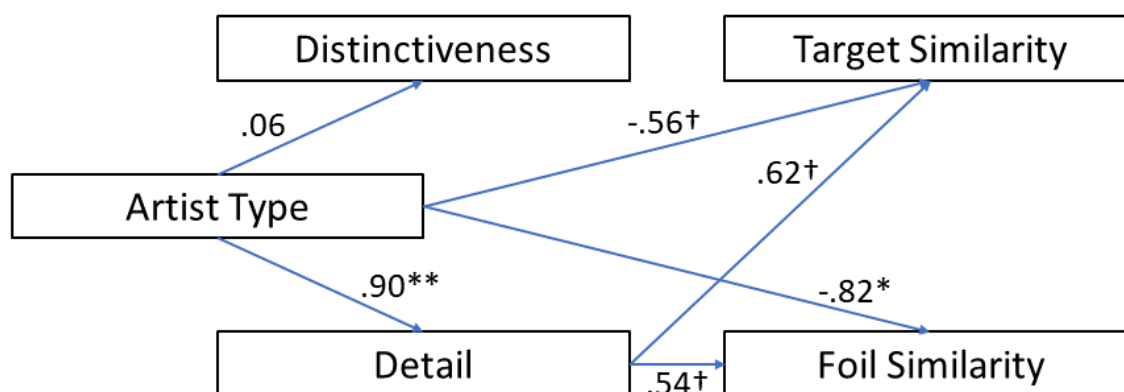 Distinctiveness
Target Similarity
.06
-.56†
.62†
Artist Type
.90**
-.82*
Detail
.54†
Foil Similarity